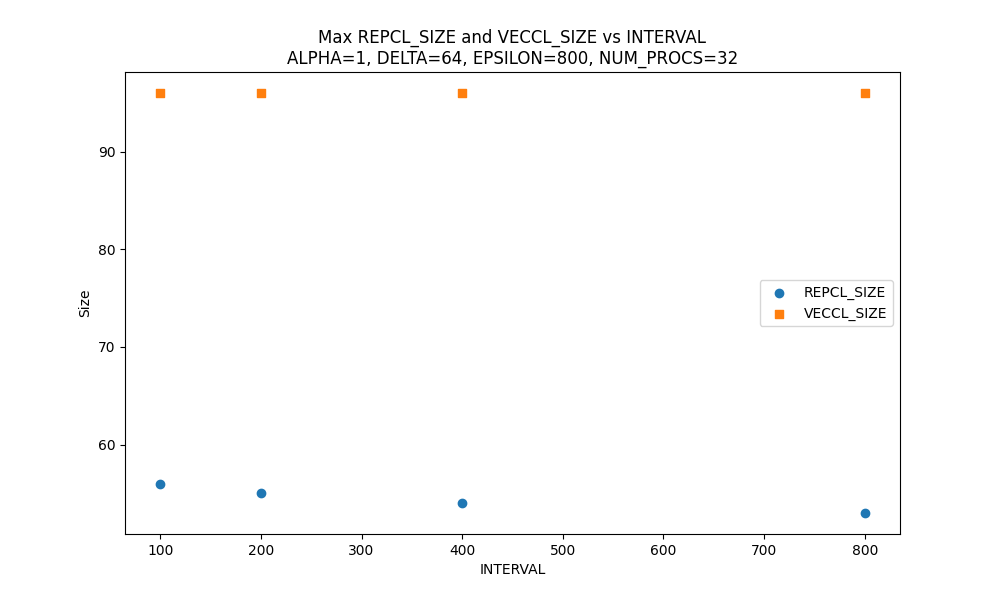 Max REPCL_SIZE and VECCL_SIZE vs INTERVAL
ALPHA=1, DELTA=64, EPSILON=800, NUM_PROCS=32
90
80
70
60
Size
REPCL_SIZE
VECCL_SIZE
100 200 300 400 500 600 700 800
INTERVAL